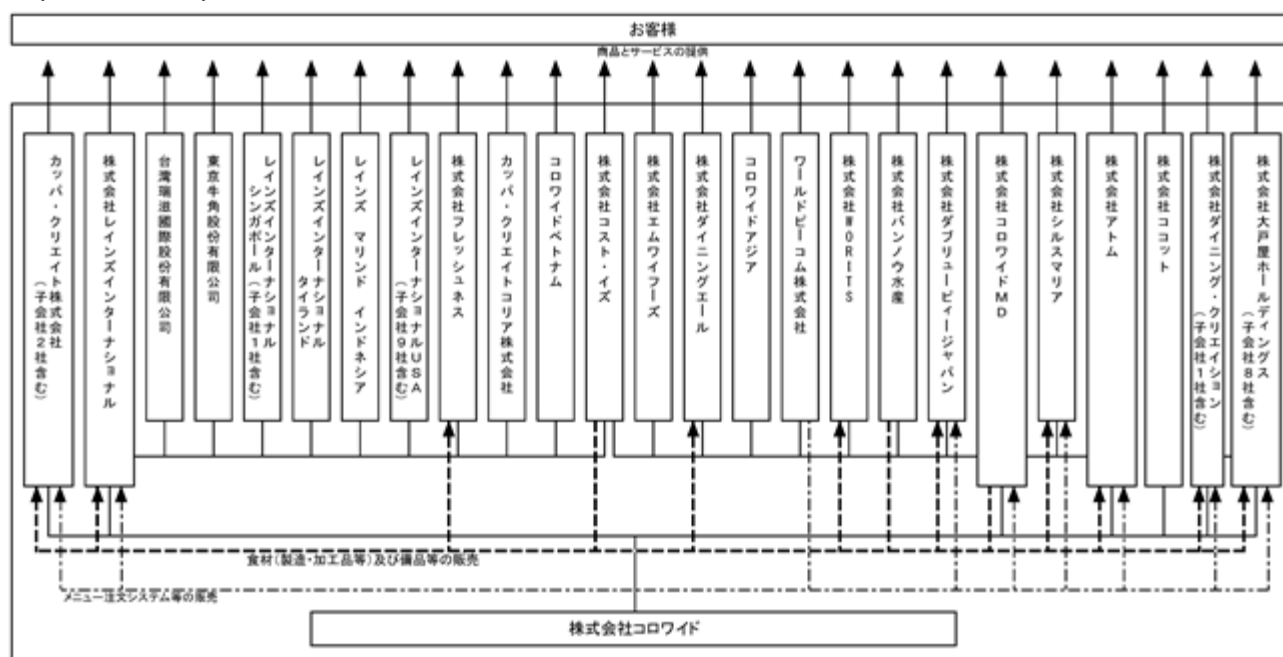 お客様
商品とサービスの提供
カッパ・クリエイト株式会社
(子会社2社含む)
株式会社レインズインターナショナル
台灣瑞滋國際股份有限公司
東京牛角股份有限公司
レインズインターナショナル
シンガポール(子会社1社含む)
レインズインターナショナル
タイランド
レインズ マリンド インドネシア
レインズインターナショナルUSA
(子会社9社含む)
株式会社フレッシュネス
カッパ・クリエイトコリア株式会社
コロワイドベトナム
株式会社コスト・イズ
株式会社エムワイフーズ
株式会社ダイニングエール
コロワイドアジア
ワールドピーコム株式会社
株式会社WORITS
株式会社バンノウ水産
株式会社ダブリューピィージャパン
株式会社コロワイドMD
株式会社シルスマリア
株式会社アトム
株式会社ココット
株式会社ダイニング・クリエイション
(子会社1社含む)
株式会社大戸屋ホールディングス
(子会社8社含む)
食材(製造・加工品等)及び備品等の販売
メニュー注文システム等の販売
株式会社コロワイド